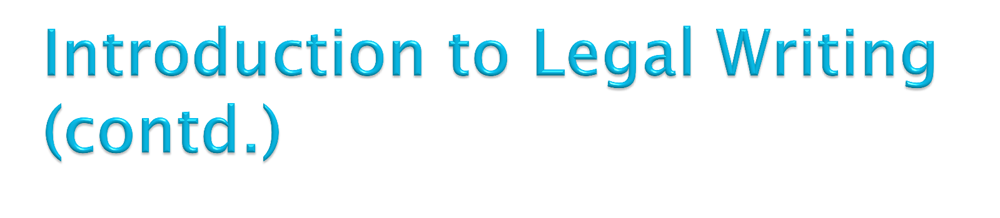 Introduction to Legal Writing
(contd.)